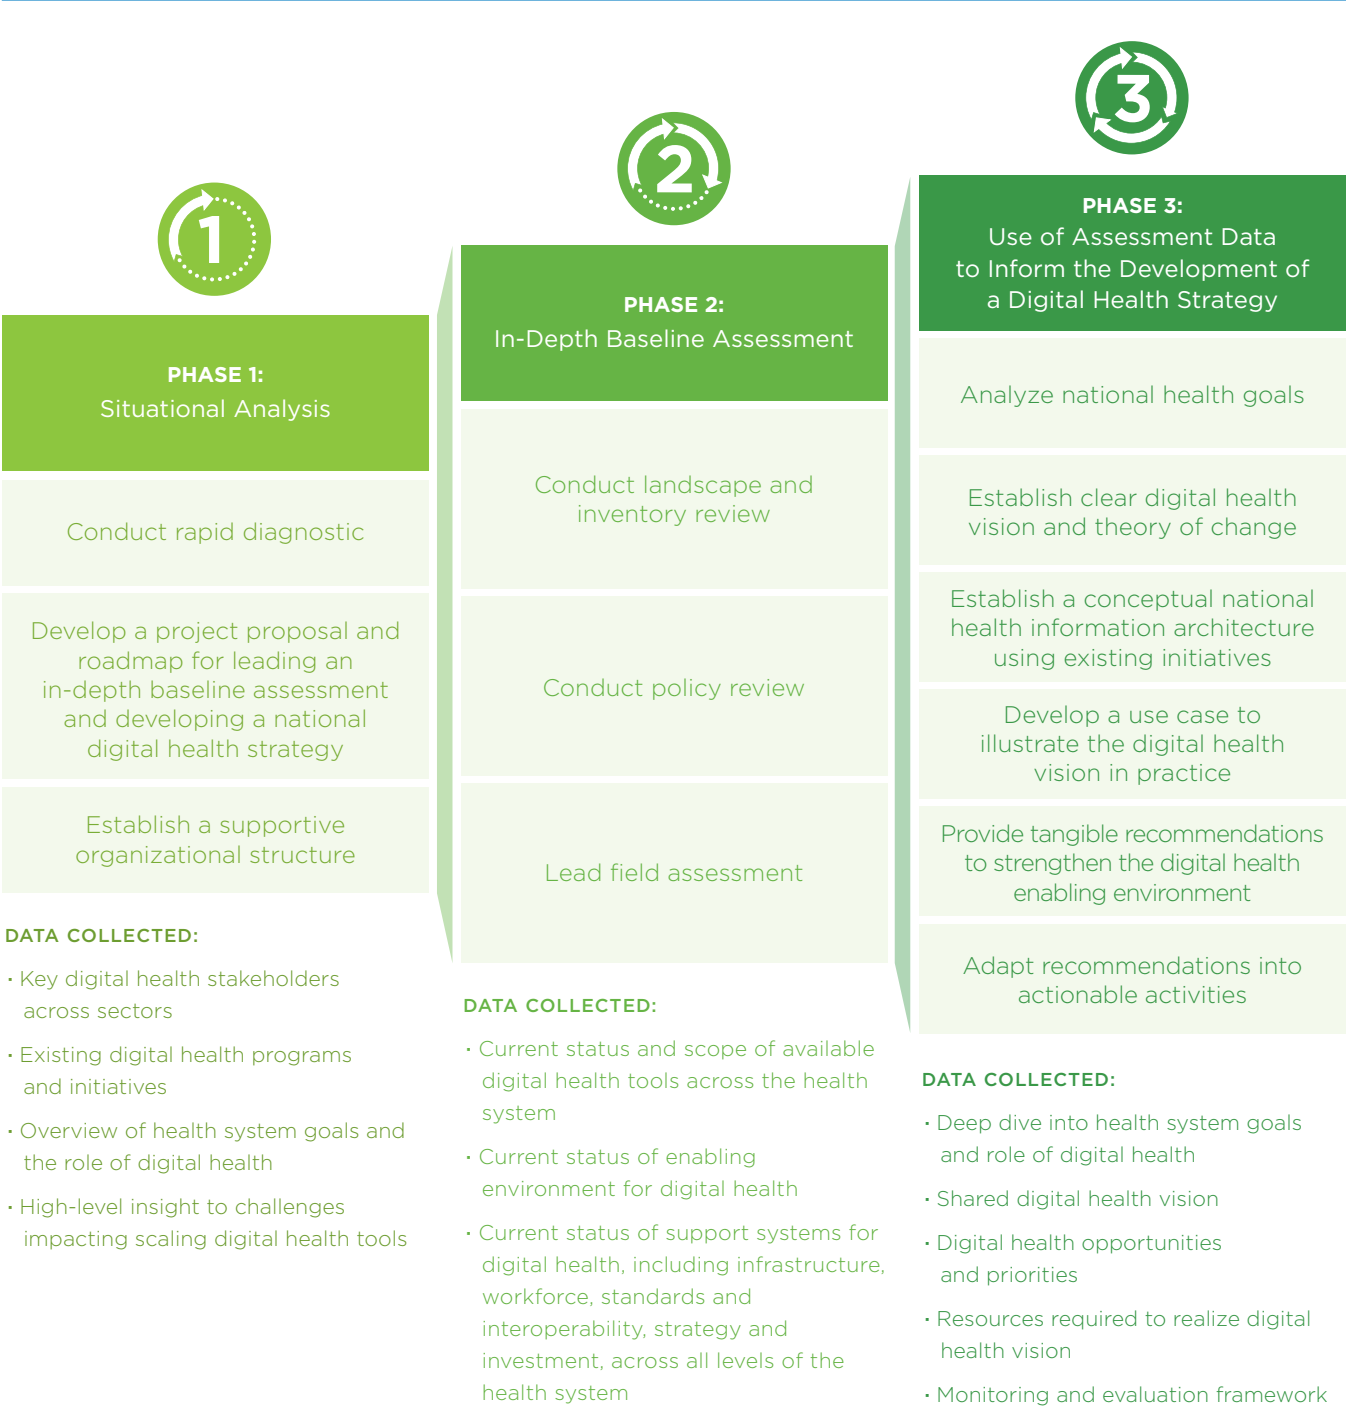 1
PHASE 1:
Situational Analysis
Conduct rapid diagnostic
Develop a project proposal and
roadmap for leading an
in-depth baseline assessment
and developing a national
digital health strategy
Establish a supportive
organizational structure
DATA COLLECTED:
· Key digital health stakeholders
across sectors
· Existing digital health programs
and initiatives
· Overview of health system goals and
the role of digital health
· High-level insight to challenges
impacting scaling digital health tools
2
PHASE 2:
In-Depth Baseline Assessment
Conduct landscape and
inventory review
Conduct policy review
Lead field assessment
DATA COLLECTED:
· Current status and scope of available
digital health tools across the health
system
· Current status of enabling
environment for digital health
· Current status of support systems for
digital health, including infrastructure,
workforce, standards and
interoperability, strategy and
investment, across all levels of the
health system
3
PHASE 3:
Use of Assessment Data
to Inform the Development of
a Digital Health Strategy
Analyze national health goals
Establish clear digital health
vision and theory of change
Establish a conceptual national
health information architecture
using existing initiatives
Develop a use case to
illustrate the digital health
vision in practice
Provide tangible recommendations
to strengthen the digital health
enabling environment
Adapt recommendations into
actionable activities
DATA COLLECTED:
· Deep dive into health system goals
and role of digital health
· Shared digital health vision
· Digital health opportunities
and priorities
· Resources required to realize digital
health vision
· Monitoring and evaluation framework